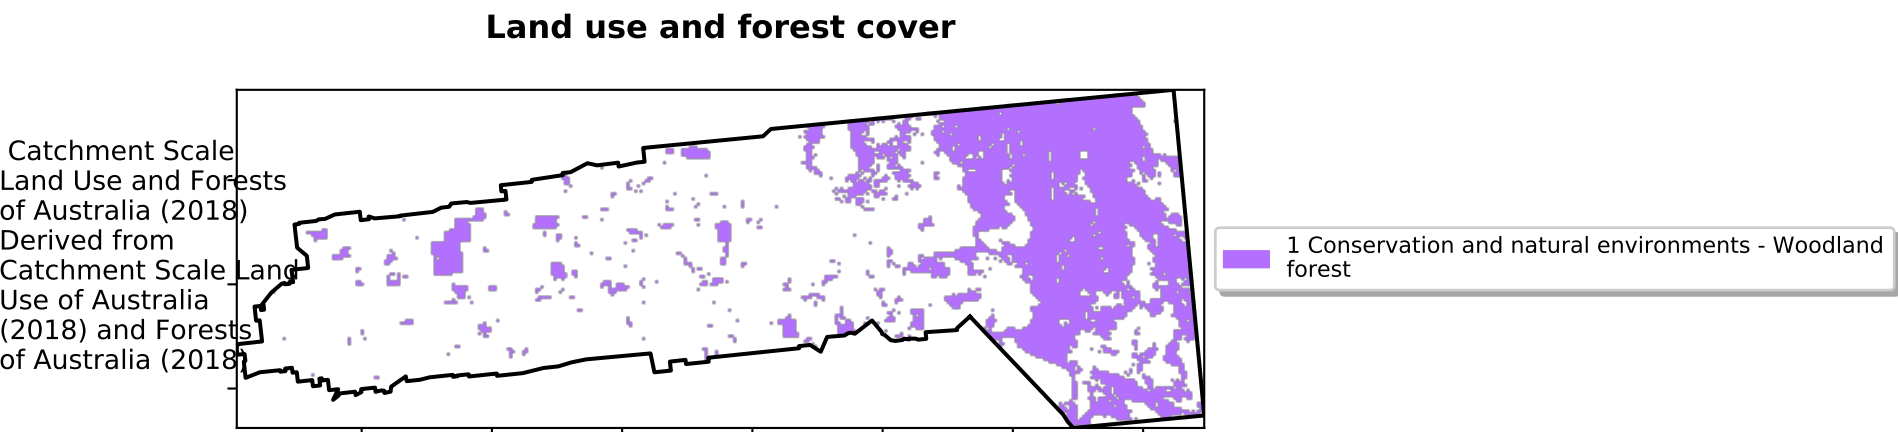 Land use and forest cover
Catchment Scale
Land Use and Forests
of Australia (2018)
Derived from
Catchment Scale Land
Use of Australia
(2018) and Forests
of Australia (2018)
1 Conservation and natural environments - Woodland
forest